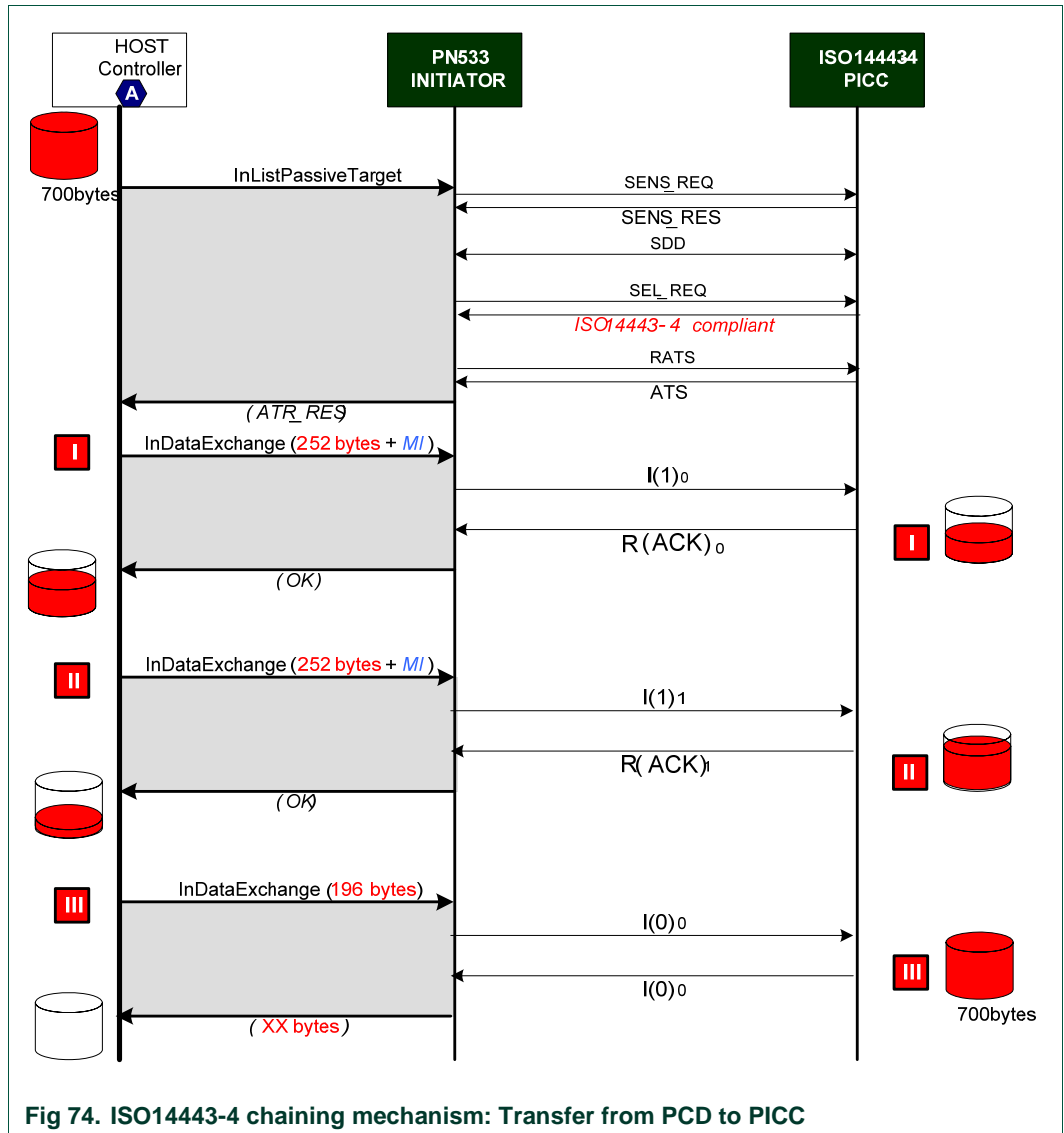 HOST
Controller
A
PN533
INITIATOR
ISO144434
PICC
700bytes
InListPassiveTarget
SENS_REQ
SENS_RES
SDD
SEL_REQ
ISO14443-4 compliant
RATS
ATS
(ATR_RES)
I
InDataExchange (252 bytes + MI)
I(1)0
R(ACK)0
I
(OK)
II
InDataExchange (252 bytes + MI)
I(1)1
R(ACK)1
II
(OK)
III
InDataExchange (196 bytes)
I(0)0
I(0)0
III
700bytes
(XX bytes)
Fig 74. ISO14443-4 chaining mechanism: Transfer from PCD to PICC